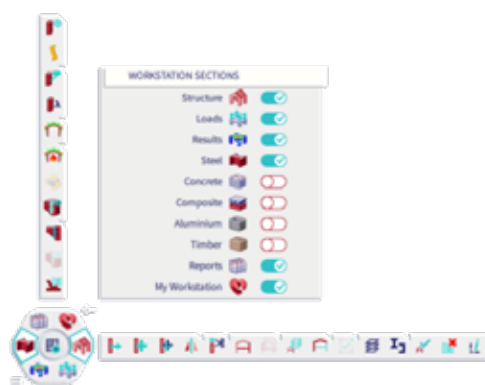 WORKSTATION SECTIONS
Structure
Loads
Results
Steel
Concrete
Composite
Aluminium
Timber
Reports
My Workstation